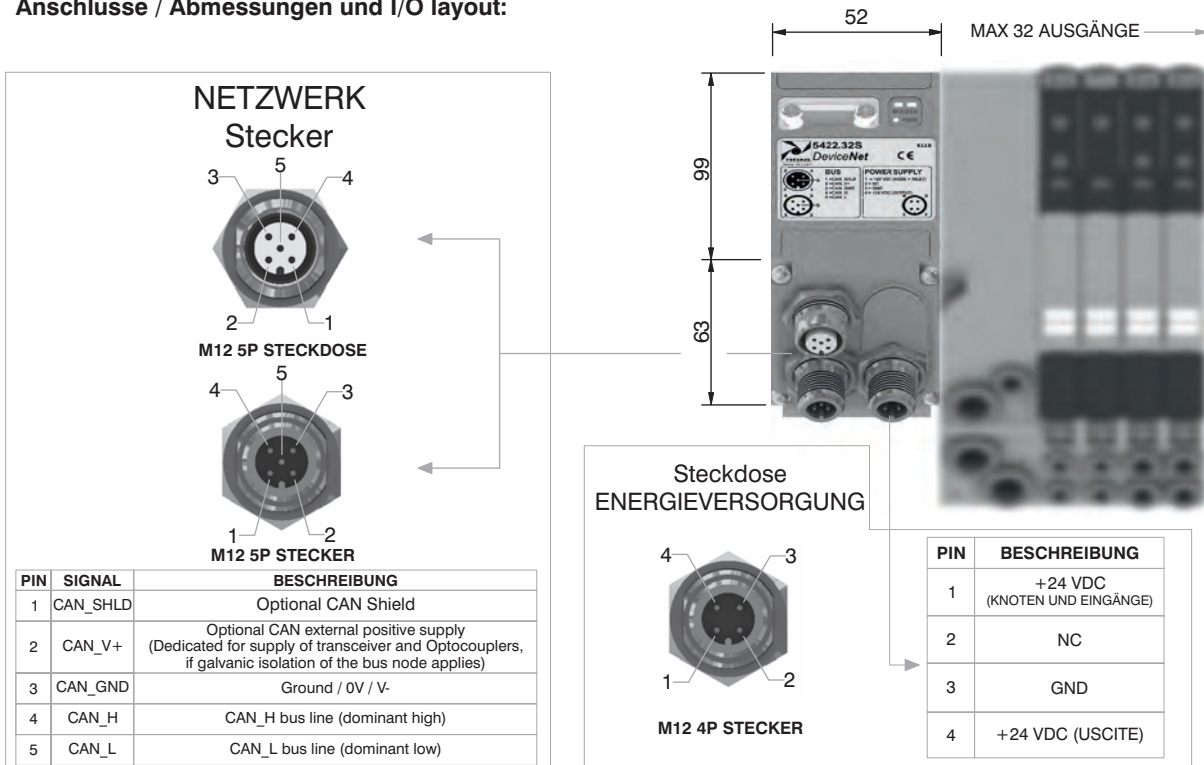 Anschlüsse / Abmessungen und I/O layout:
52
MAX 32 AUSGÄNGE
99
63
NETZWERK
Stecker
5
3
4
2
1
M12 5P STECKDOSE
5
4
3
1
2
M12 5P STECKER
PIN SIGNAL BESCHREIBUNG
1 CAN_SHLD Optional CAN Shield
2 CAN_V+ Optional CAN external positive supply
(Dedicated for supply of transceiver and Optocouplers,
if galvanic isolation of the bus node applies)
3 CAN_GND Ground / 0V / V-
4 CAN_H CAN_H bus line (dominant high)
5 CAN_L CAN_L bus line (dominant low)
5422.32S
DeviceNet CE
BUS
POWER SUPPLY
Steckdose
ENERGIEVERSORGUNG
4
3
1
2
M12 4P STECKER
PIN BESCHREIBUNG
1 +24 VDC
(KNOTEN UND EINGÄNGE)
2 NC
3 GND
4 +24 VDC (USCITE)